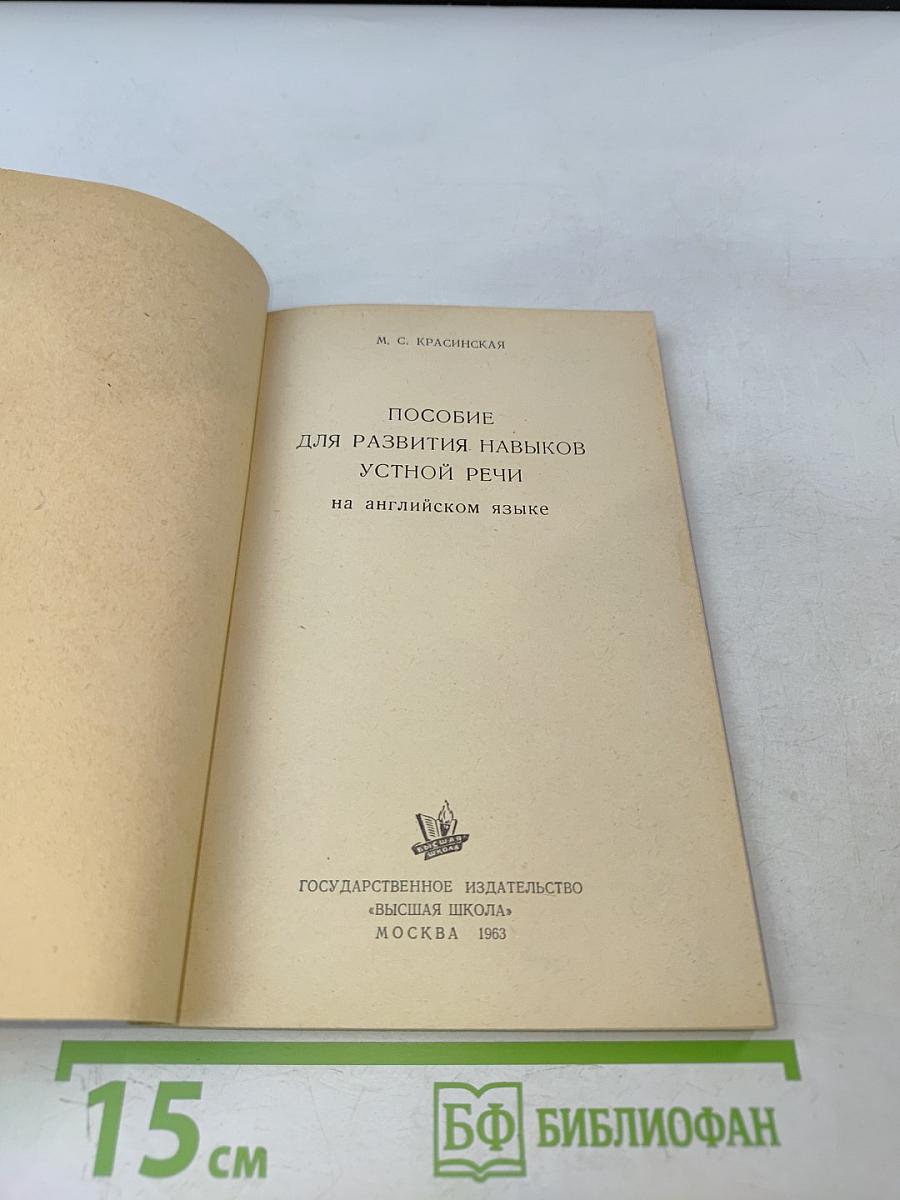 М. С. КРАСИНСКАЯ
ПОСОБИЕ
ДЛЯ РАЗВИТИЯ НАВЫКОВ
УСТНОЙ РЕЧИ
на английском языке
ВЫСШАЯ
ШКОЛА
ГОСУДАРСТВЕННОЕ ИЗДАТЕЛЬСТВО
«ВЫСШАЯ ШКОЛА»
МОСКВА 1963
15 см
БФ БИБЛИОФАН